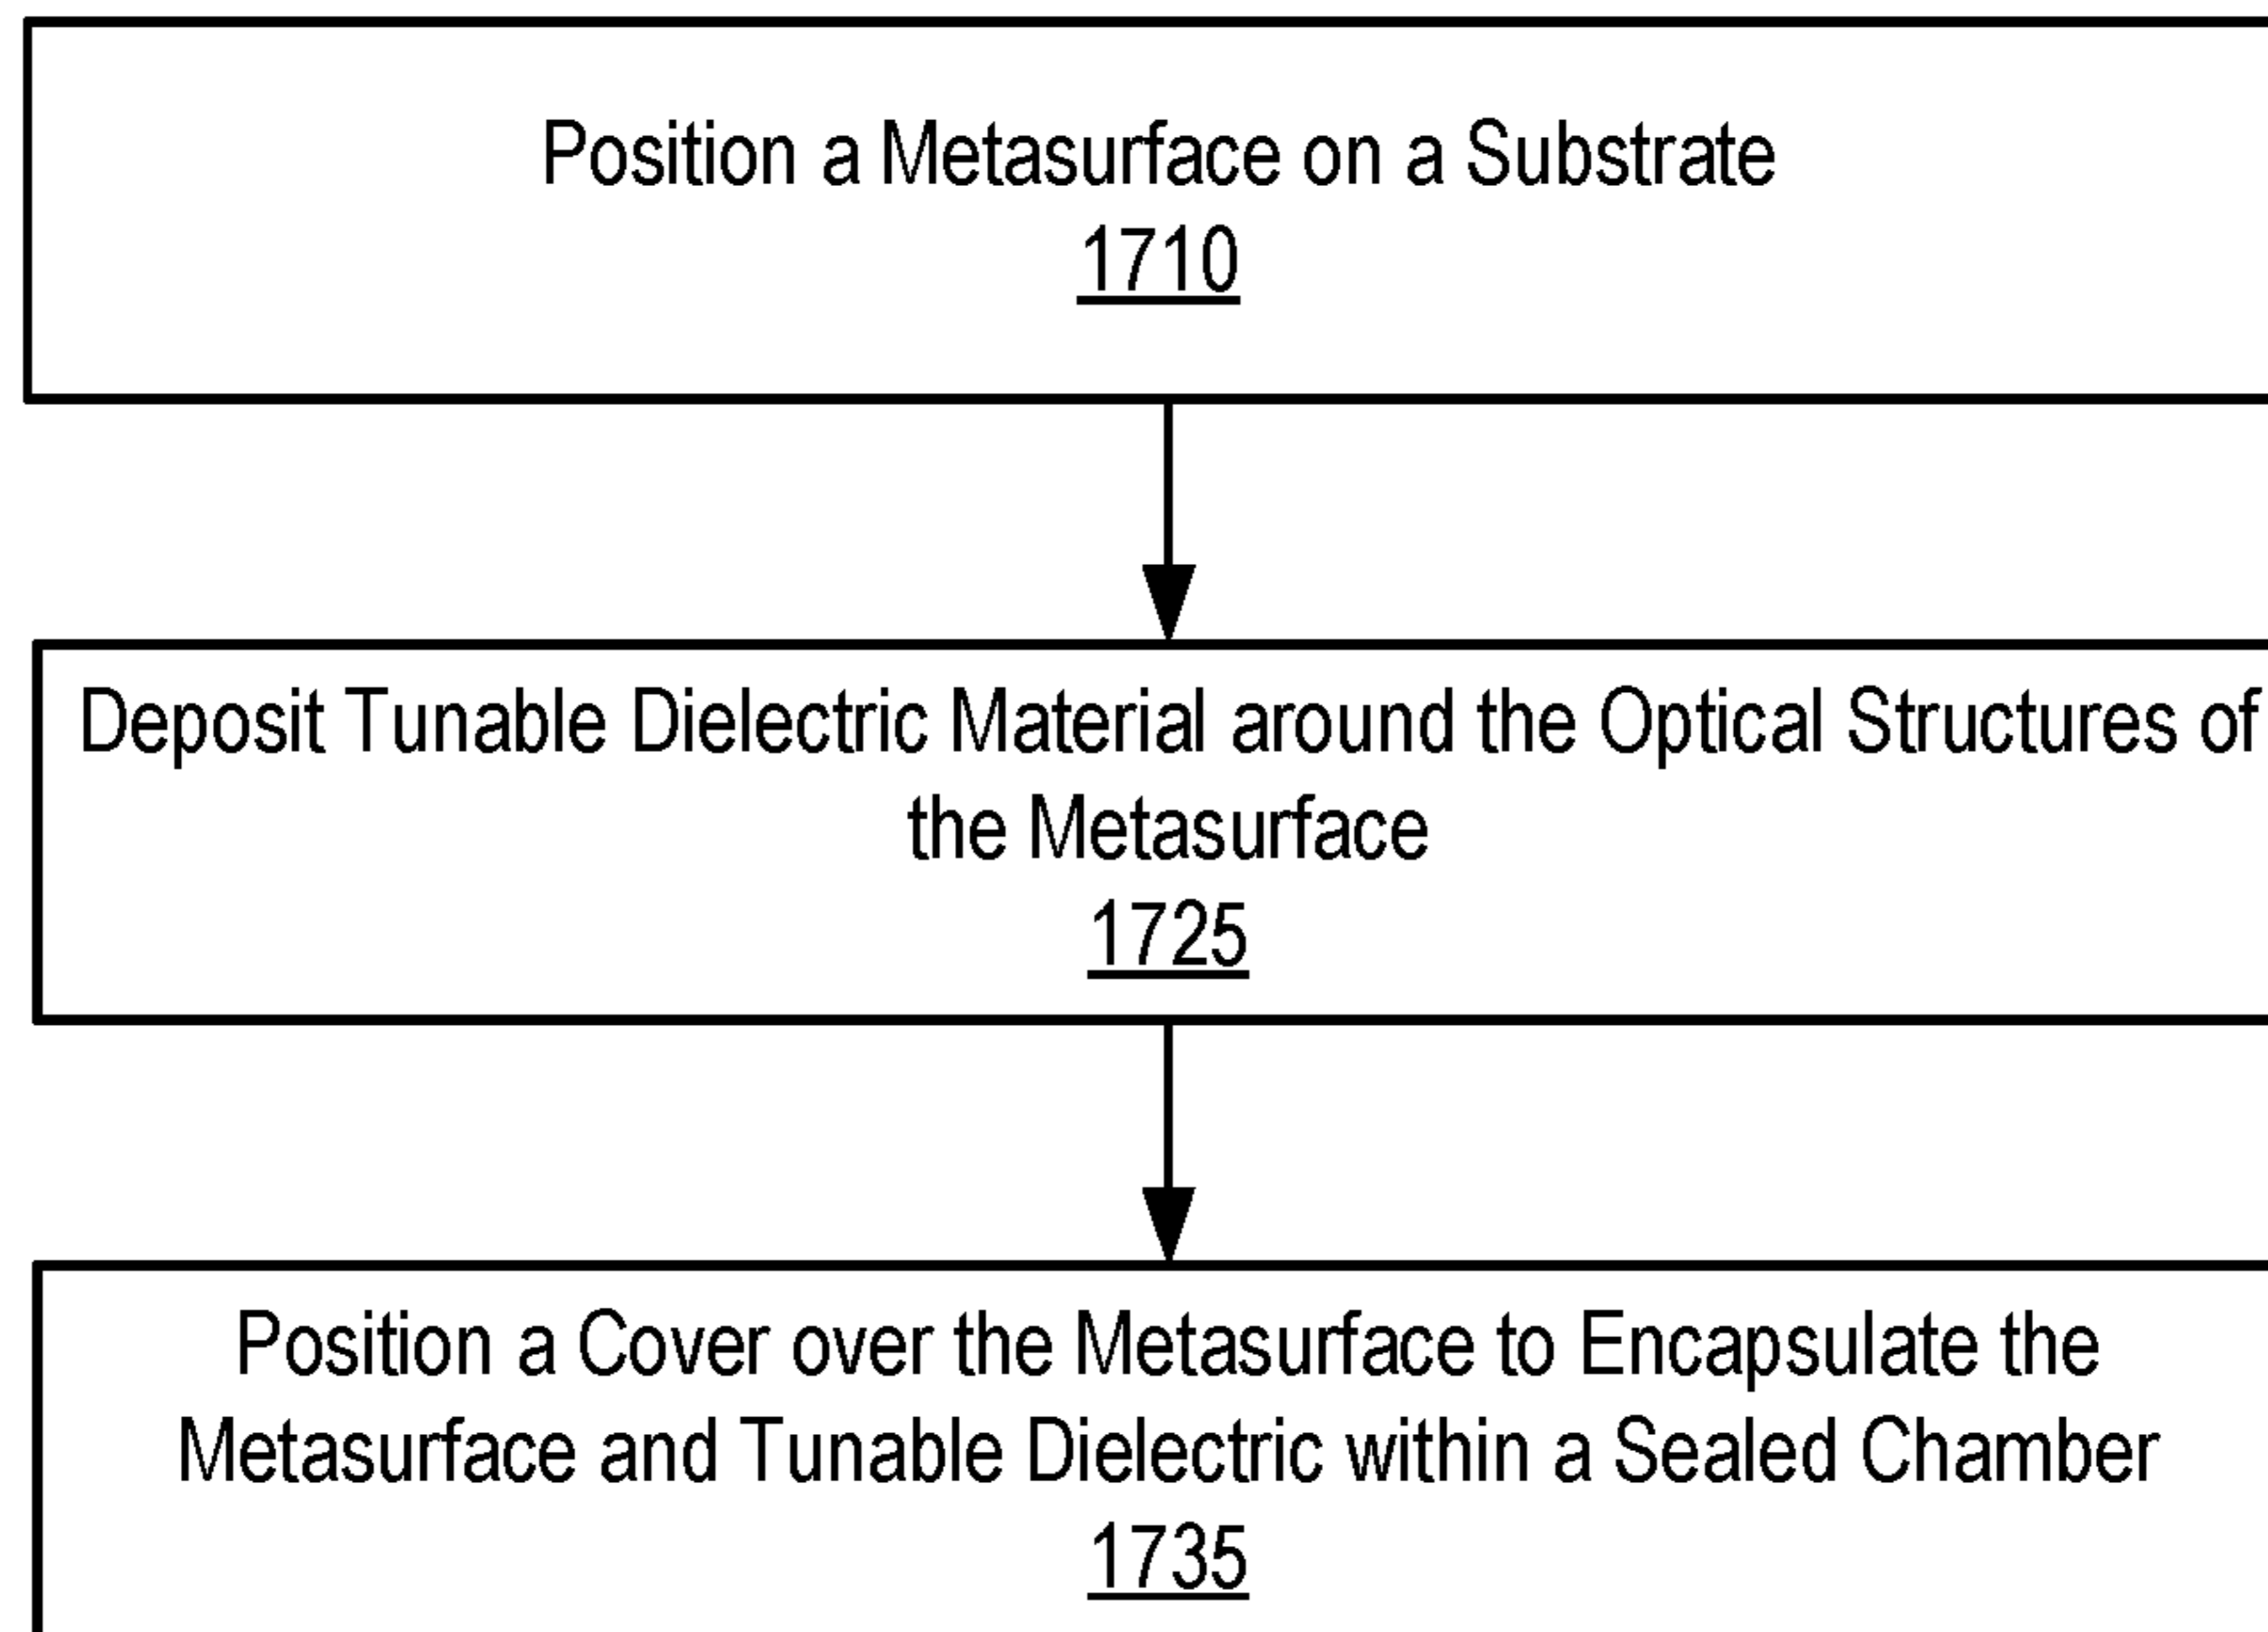 Position a Metasurface on a Substrate
1710
Deposit Tunable Dielectric Material around the Optical Structures of
the Metasurface
1725
Position a Cover over the Metasurface to Encapsulate the
Metasurface and Tunable Dielectric within a Sealed Chamber
1735